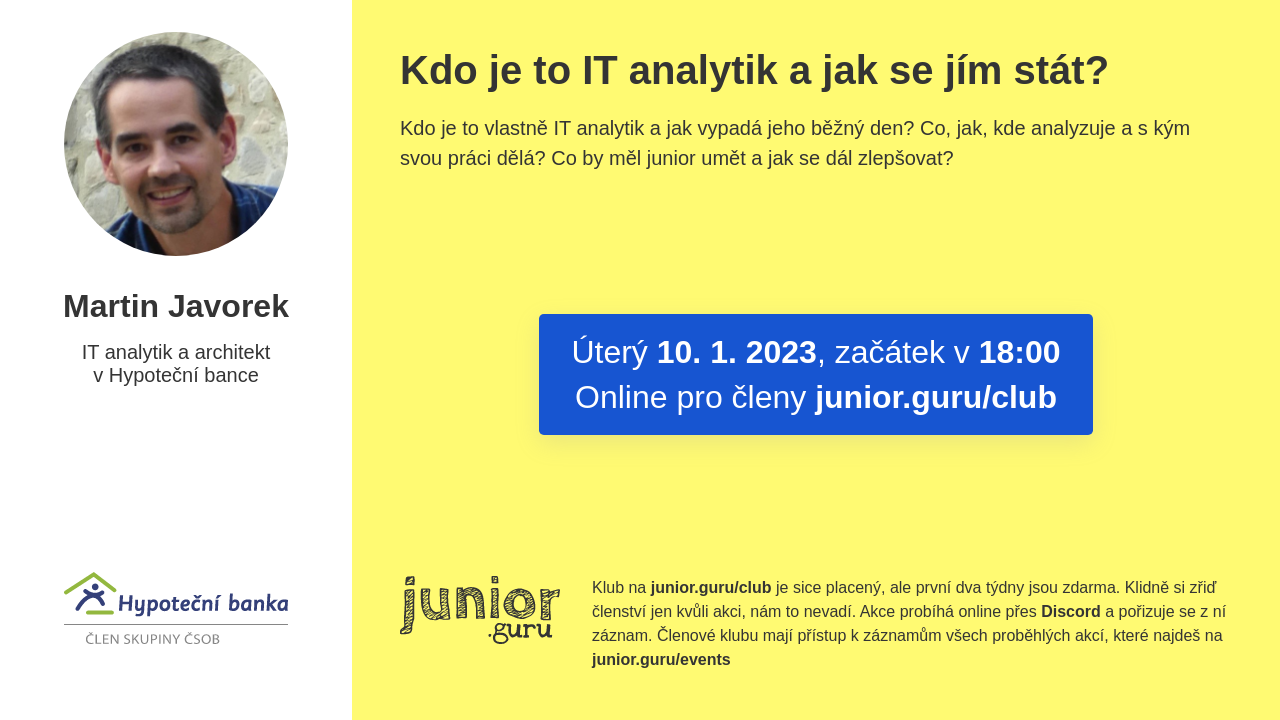 Martin Javorek
IT analytik a architekt
v Hypoteční bance
Hypoteční banka
ČLEN SKUPINY ČSOB
Kdo je to IT analytik a jak se jím stát?
Kdo je to vlastně IT analytik a jak vypadá jeho běžný den? Co, jak, kde analyzuje a s kým
svou práci dělá? Co by měl junior umět a jak se dál zlepšovat?
Úterý 10. 1. 2023, začátek v 18:00
Online pro členy junior.guru/club
junior
.guru
Klub na junior.guru/club je sice placený, ale první dva týdny jsou zdarma. Klidně si zřiď
členství jen kvůli akci, nám to nevadí. Akce probíhá online přes Discord a pořizuje se z ní
záznam. Členové klubu mají přístup k záznamům všech proběhlých akcí, které najdeš na
junior.guru/events